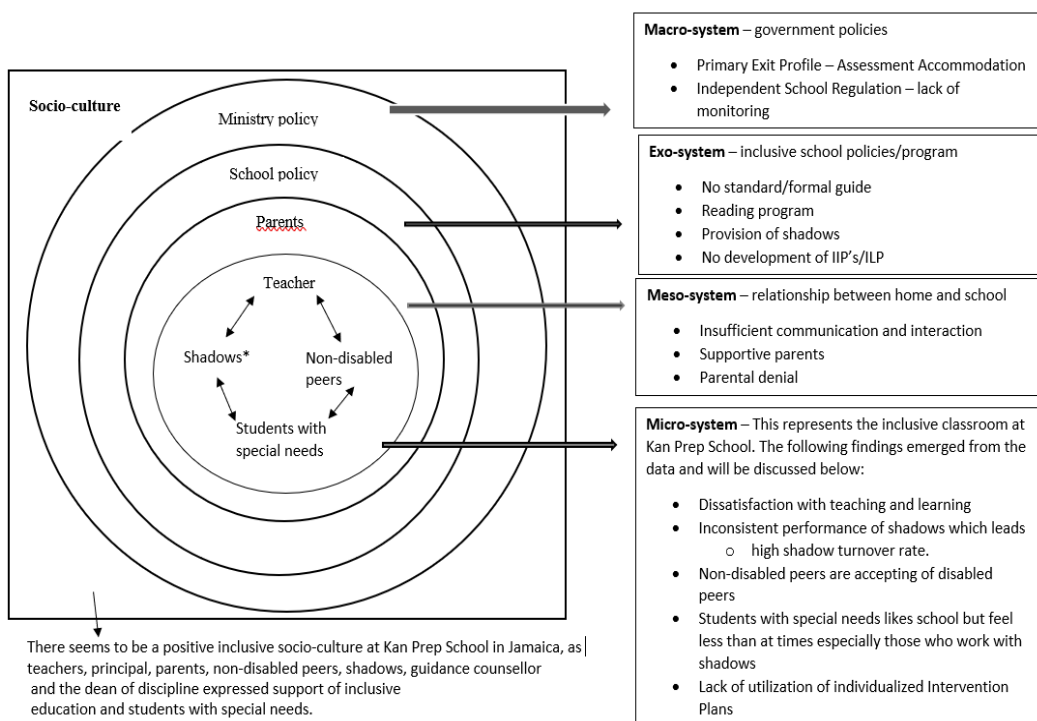 Socio-culture
Ministry policy
School policy
Parents
Teacher
Shadows*
Non-disabled
peers
Students with
special needs
There seems to be a positive inclusive socio-culture at Kan Prep School in Jamaica, as
teachers, principal, parents, non-disabled peers, shadows, guidance counsellor
and the dean of discipline expressed support of inclusive
education and students with special needs.
Macro-system – government policies
• Primary Exit Profile – Assessment Accommodation
• Independent School Regulation – lack of
monitoring
Exo-system – inclusive school policies/program
• No standard/formal guide
• Reading program
• Provision of shadows
• No development of IIP's/ILP
Meso-system – relationship between home and school
• Insufficient communication and interaction
• Supportive parents
• Parental denial
Micro-system – This represents the inclusive classroom at
Kan Prep School. The following findings emerged from the
data and will be discussed below:
• Dissatisfaction with teaching and learning
• Inconsistent performance of shadows which leads
o high shadow turnover rate.
• Non-disabled peers are accepting of disabled
peers
• Students with special needs likes school but feel
less than at times especially those who work with
shadows
• Lack of utilization of individualized Intervention
Plans